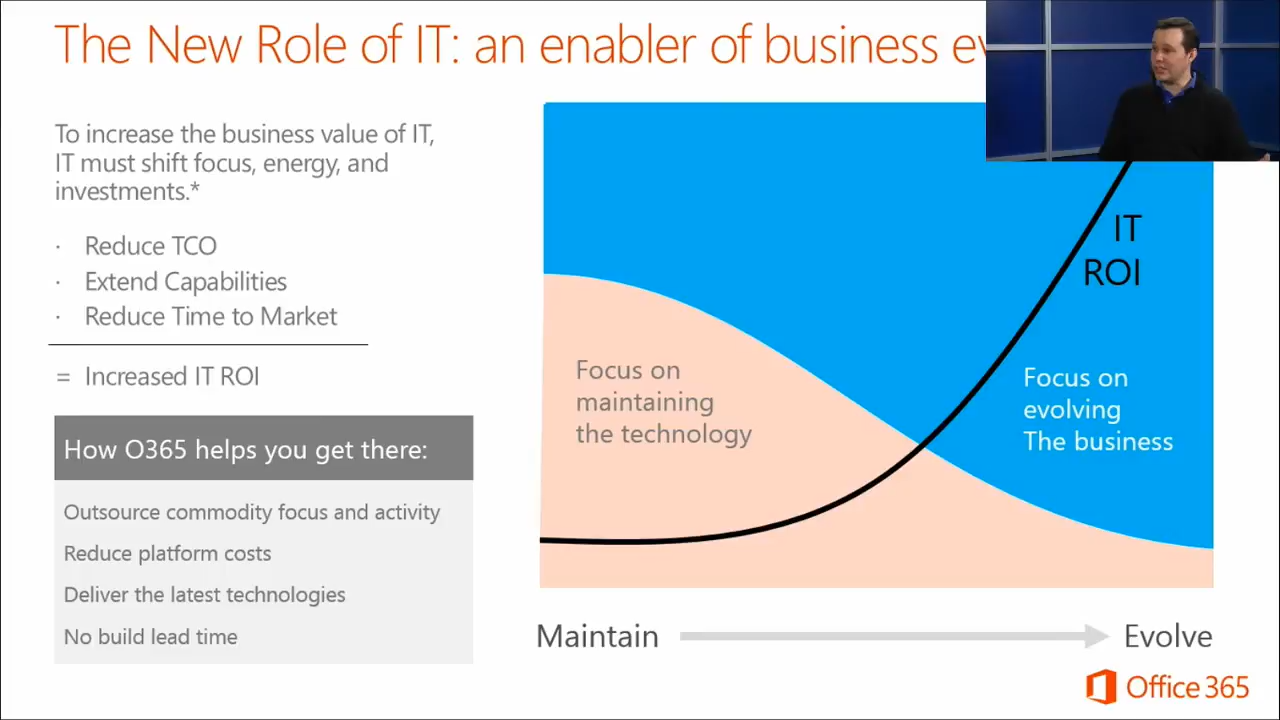 The New Role of IT: an enabler of business
To increase the business value of IT,
IT must shift focus, energy, and
investments.*
· Reduce TCO
· Extend Capabilities
· Reduce Time to Market
= Increased IT ROI
How O365 helps you get there:
Outsource commodity focus and activity
Reduce platform costs
Deliver the latest technologies
No build lead time
IT
ROI
Focus on
maintaining
the technology
Focus on
evolving
The business
Maintain
Evolve
Office 365